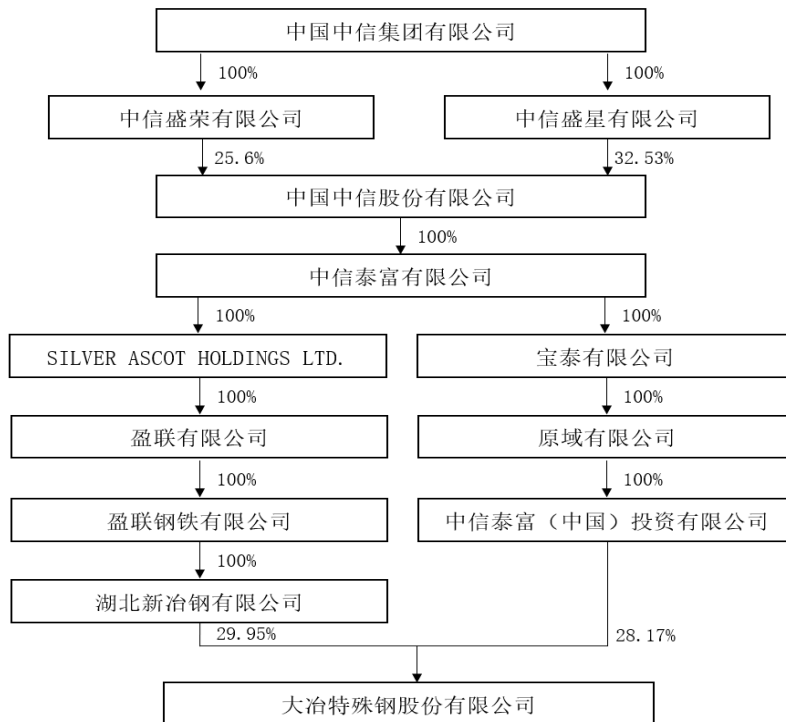 中国中信集团有限公司
100%
100%
中信盛荣有限公司
中信盛星有限公司
25.6%
32.53%
中国中信股份有限公司
100%
中信泰富有限公司
100%
100%
SILVER ASCOT HOLDINGS LTD.
宝泰有限公司
100%
100%
盈联有限公司
原域有限公司
100%
100%
盈联钢铁有限公司
中信泰富（中国）投资有限公司
100%
湖北新冶钢有限公司
29.95%
28.17%
大冶特殊钢股份有限公司